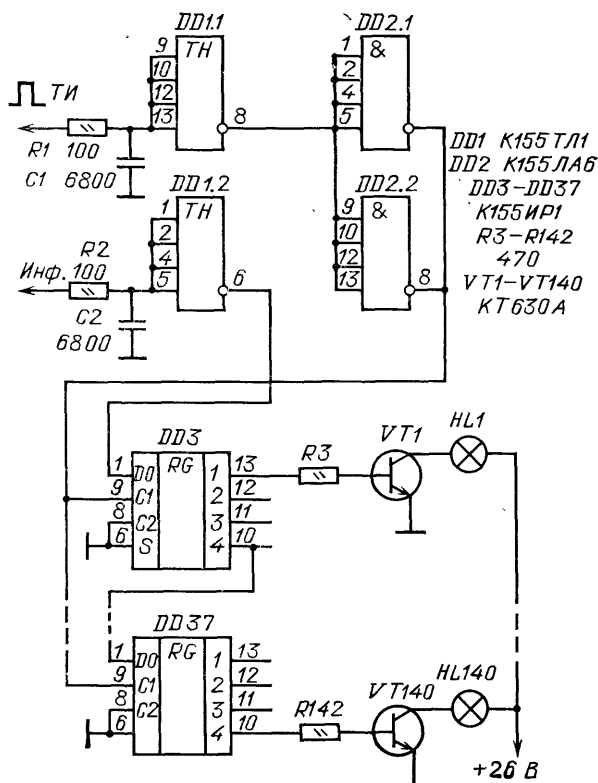 DD1.1
DD2.1
9
10
12
13
TH
8
1
2
4
5
&
ТИ
R1 100
C1 6800
DD1.2
1
2
4
5
TH
6
DD2.2
9
10
12
13
&
8
R2
Инф. 100
C2
6800
DD1 К155ТЛ1
DD2 К155ЛА6
DD3-DD37
К155ИР1
R3-R142
470
VT1-VT140
КТ630А
DD3
1
9
8
6
D0
C1
C2
S
RG
1
2
3
4
13
12
11
10
R3
VT1
HL1
DD37
1
9
8
6
D0
C1
C2
RG
1
2
3
4
13
12
11
10
R142
VT140
HL140
+26 В